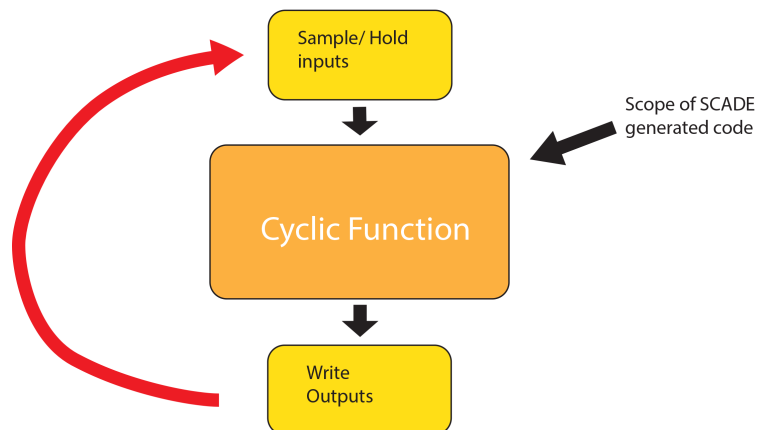 Sample/ Hold
inputs
Scope of SCADE
generated code
Cyclic Function
Write
Outputs